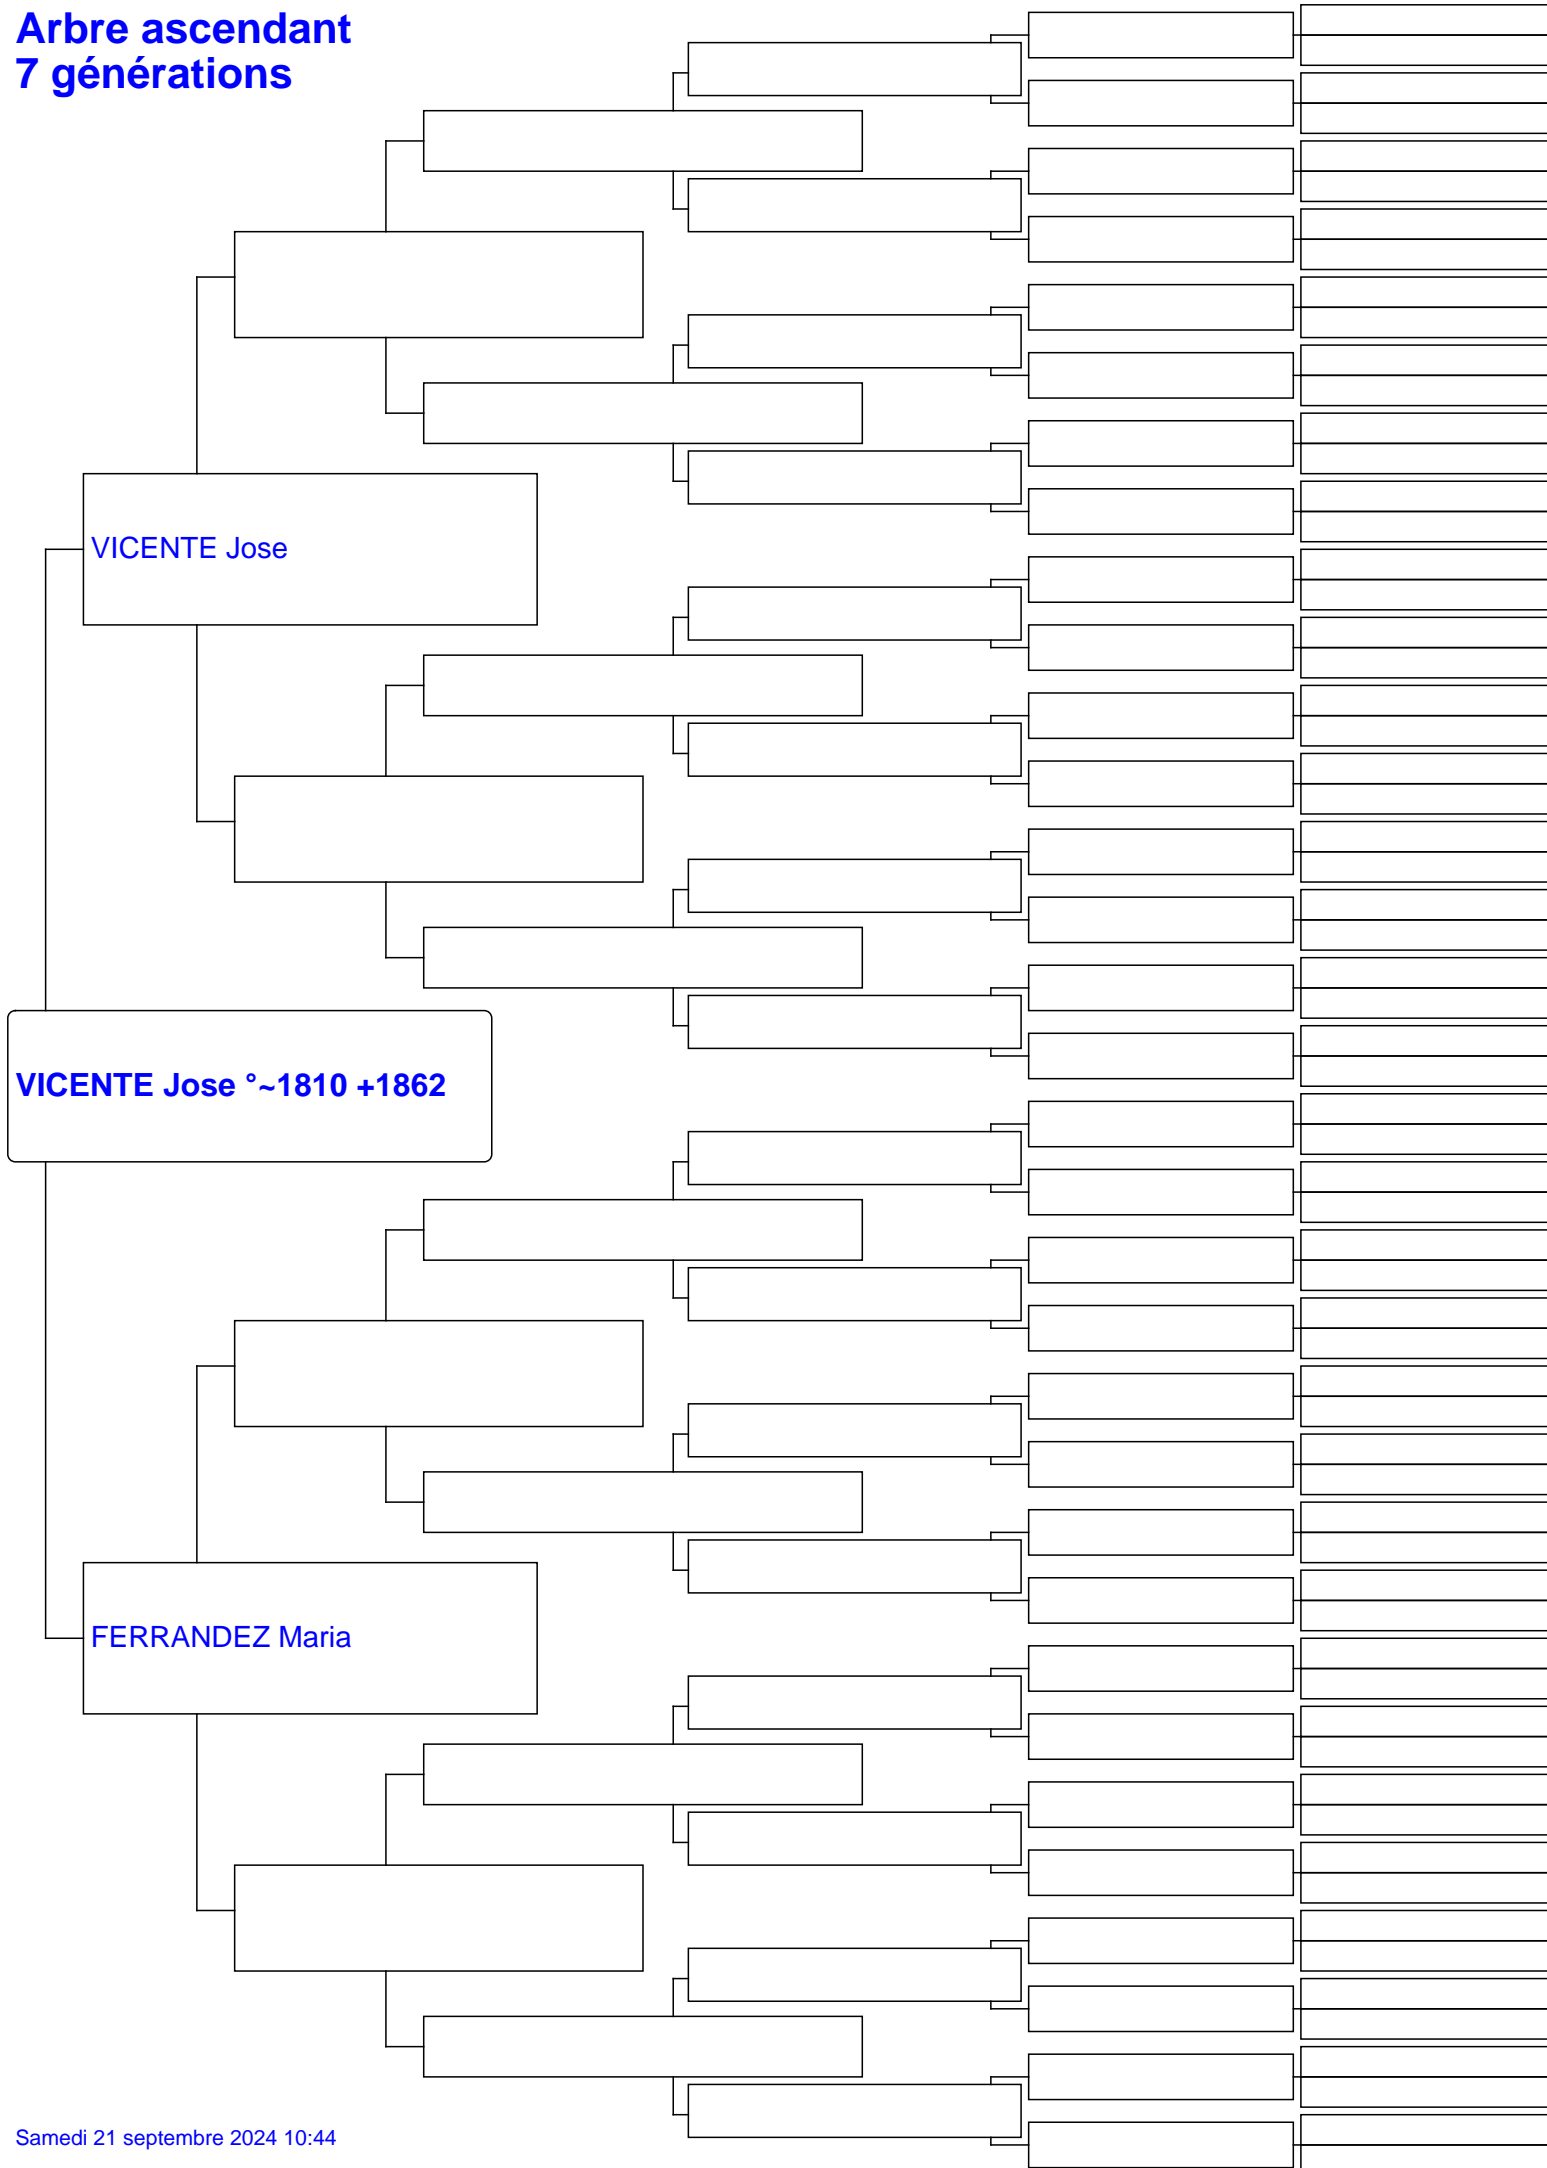 Arbre ascendant
7 générations
VICENTE Jose
VICENTE Jose °~1810 +1862
FERRANDEZ Maria
Samedi 21 septembre 2024 10:44